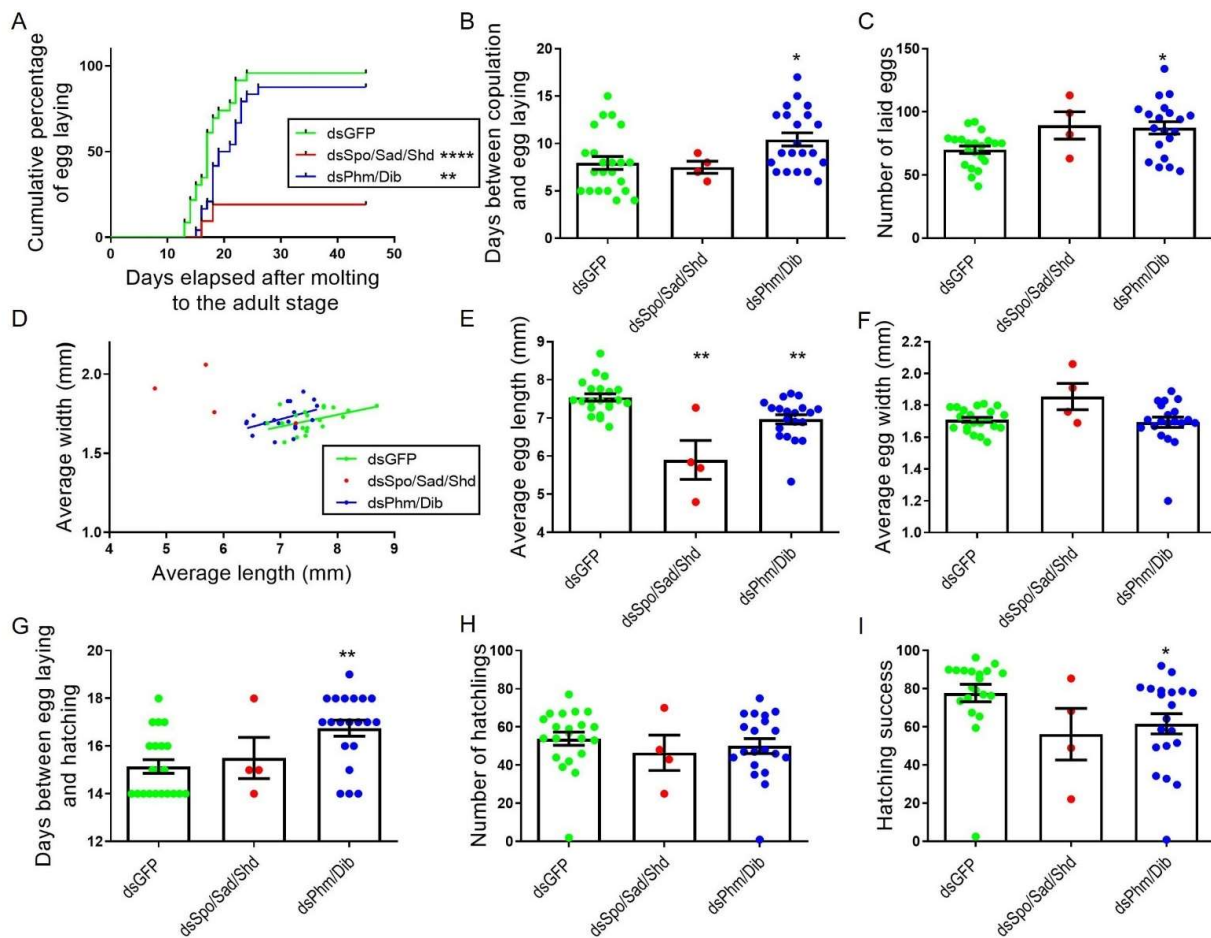 A
Cumulative percentage
of egg laying
100
50
0
0
10
20
30
40
50
dsGFP
dsSpo/Sad/Shd ****
dsPhm/Dib **
Days elapsed after molting
to the adult stage
B
Days between copulation
and egg laying
20
15
10
5
0
*
dsGFP
dsSpo/Sad/Shd
dsPhm/Dib
C
Number of laid eggs
150
100
50
0
*
dsGFP
dsSpo/Sad/Shd
dsPhm/Dib
D
Average width (mm)
2.0
1.5
1.0
4
5
6
7
8
9
dsGFP
dsSpo/Sad/Shd
dsPhm/Dib
Average length (mm)
E
Average egg length (mm)
9
8
7
6
5
4
**
**
dsGFP
dsSpo/Sad/Shd
dsPhm/Dib
F
Average egg width (mm)
2.2
2.0
1.8
1.6
1.4
1.2
1.0
dsGFP
dsSpo/Sad/Shd
dsPhm/Dib
G
Days between egg laying
and hatching
20
18
16
14
12
**
dsGFP
dsSpo/Sad/Shd
dsPhm/Dib
H
Number of hatchlings
100
80
60
40
20
0
dsGFP
dsSpo/Sad/Shd
dsPhm/Dib
I
Hatching success
100
80
60
40
20
0
*
dsGFP
dsSpo/Sad/Shd
dsPhm/Dib